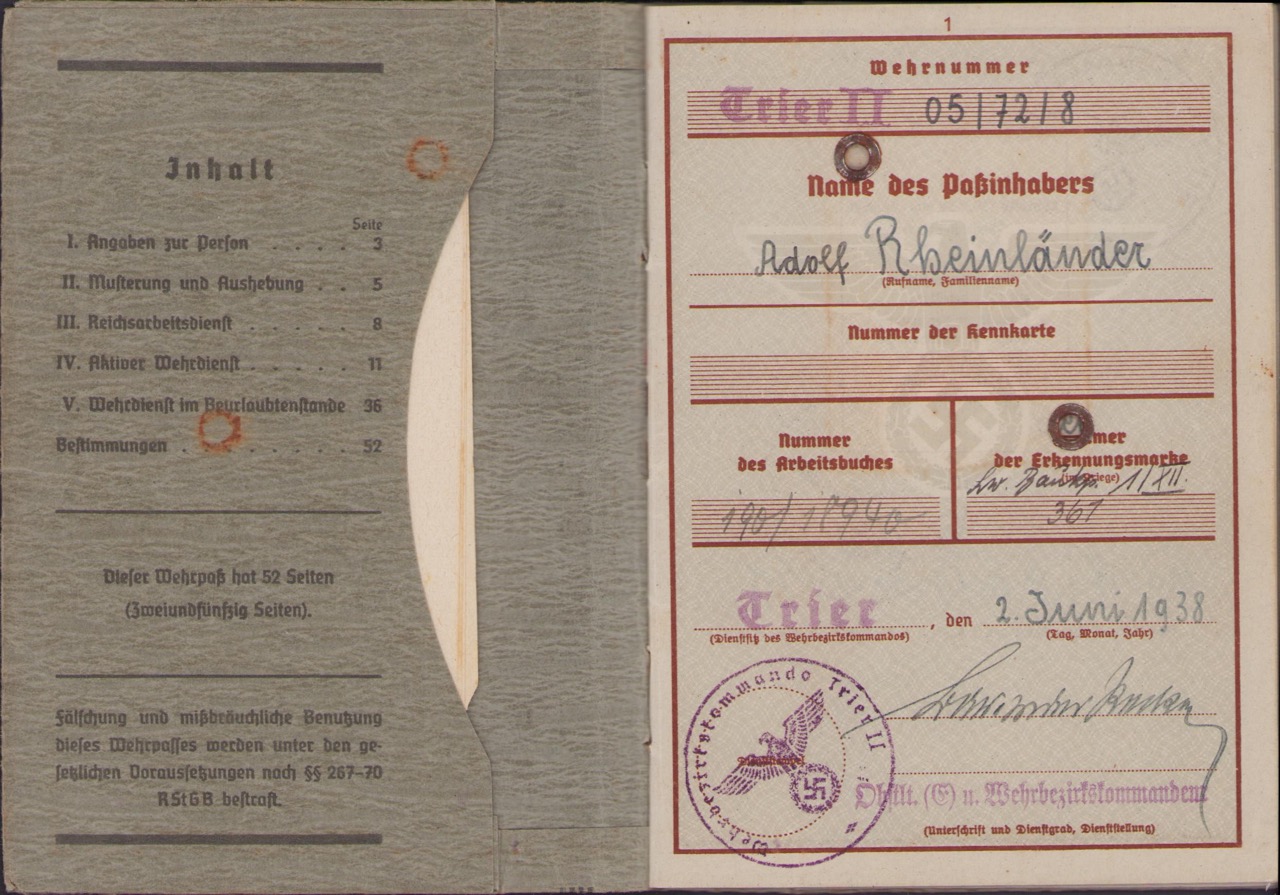 Inhalt
Seite
I. Angaben zur Person . . . . 3
II. Musterung und Aushebung . . 5
III. Reichsarbeitsdienst . . . . . 8
IV. Aktiver Wehrdienst . . . . . 11
V. Wehrdienst im Beurlaubtenstande 36
Bestimmungen . . . . . . . 52
Dieser Wehrpaß hat 52 Seiten
(Zweiundfünfzig Seiten).
Fälschung und mißbräuchliche Benutzung
dieses Wehrpasses werden unter den ge-
setzlichen Voraussetzungen nach §§ 267–70
RStGB bestraft.
1
Wehrnummer
Trier II 05/72/8
Name des Paßinhabers
Adolf Rheinländer
(Rufname, Familienname)
Nummer der Kennkarte
Nummer
des Arbeitsbuches
190/18940
der Erkennungsmarke
1/XII.
361
Trier, den 2. Juni 1938
(Dienstsitz des Wehrbezirkskommandos) (Tag, Monat, Jahr)
Wehrbezirkskommando Trier II
Obstlt. (E) u. Wehrbezirkskommandeur
(Unterschrift und Dienstgrad, Dienststellung)